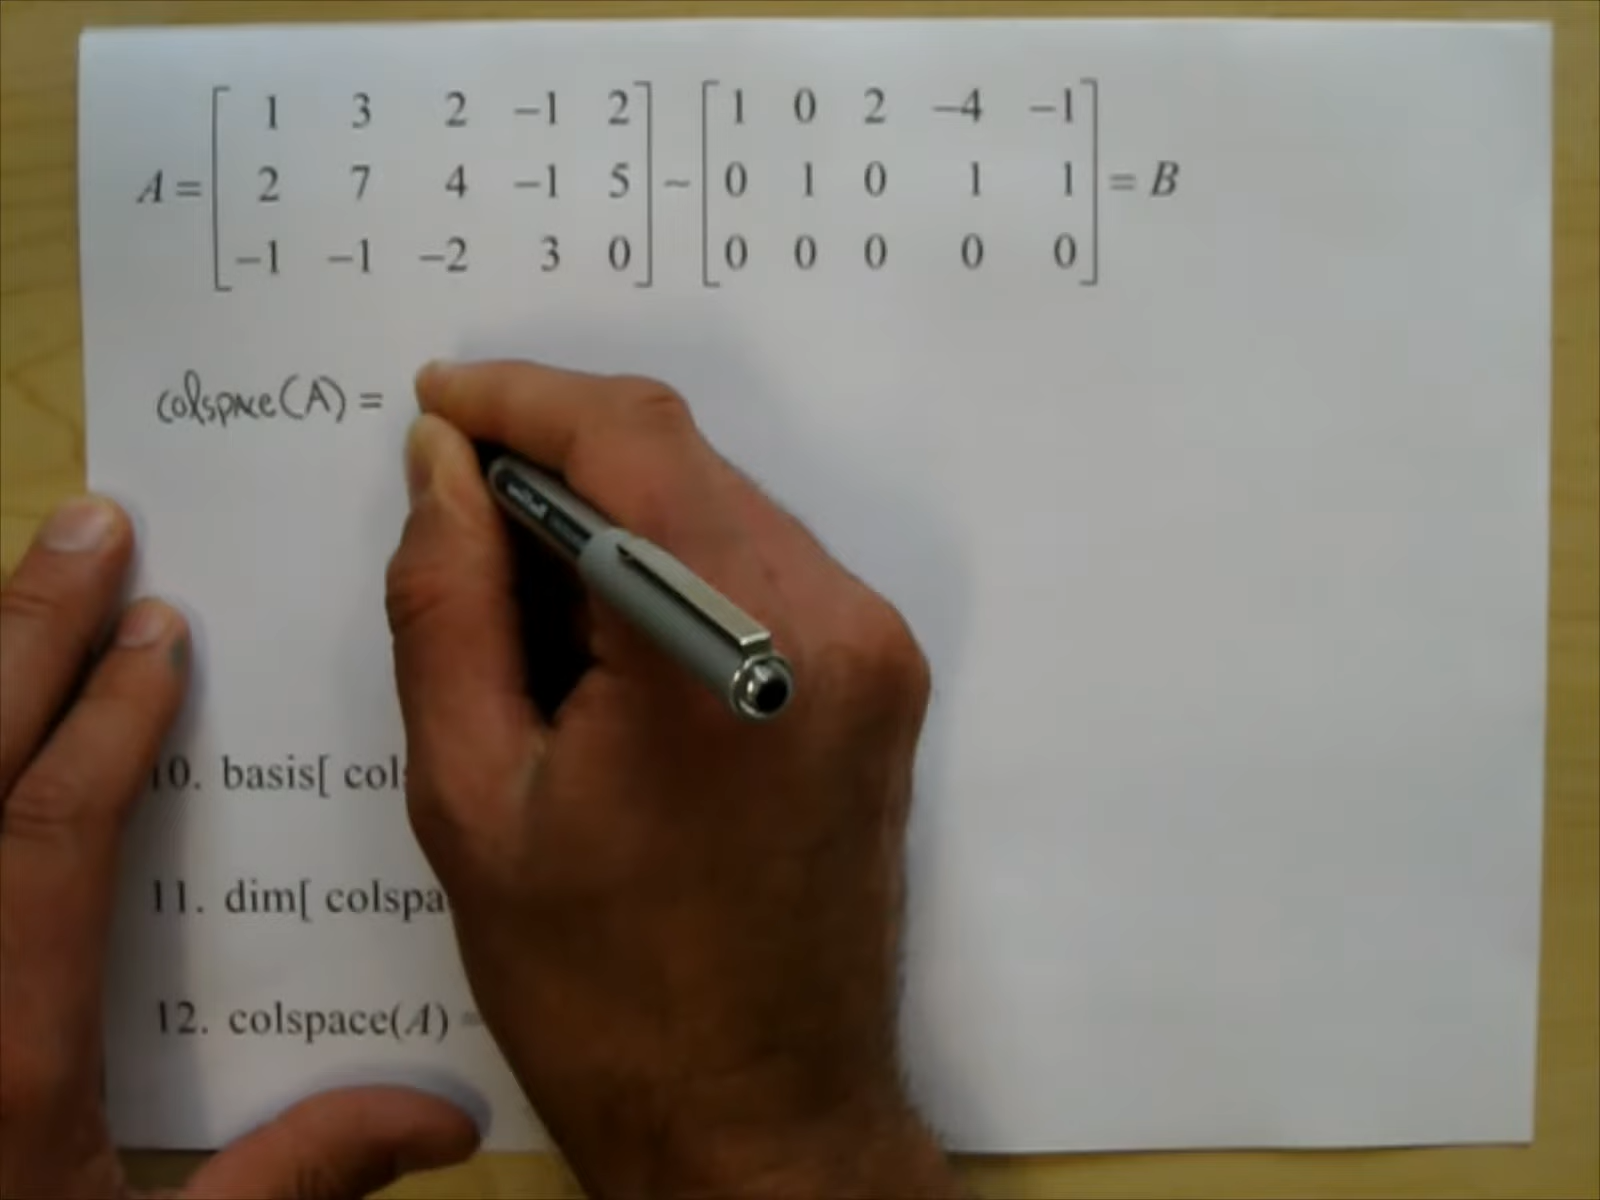 A = [ 1 3 2 −1 2 ] ~ [ 1 0 2 −4 −1 ] = B
[ 2 7 4 −1 5 ] [ 0 1 0 1 1 ]
[ −1 −1 −2 3 0 ] [ 0 0 0 0 0 ]
colspace(A) =
10. basis[ col
11. dim[ colspa
12. colspace(A) =